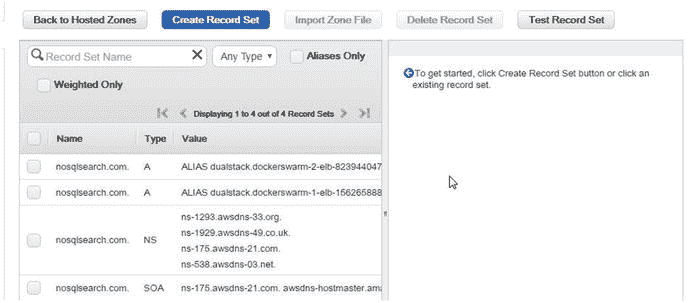 Back to Hosted Zones Create Record Set Import Zone File Delete Record Set Test Record Set
Record Set Name Any Type Aliases Only
Weighted Only
Displaying 1 to 4 out of 4 Record Sets
To get started, click Create Record Set button or click an
existing record set.
Name Type Value
nosqlsearch.com. A ALIAS dualstack.dockerswarm-2-elb-823944047
nosqlsearch.com. A ALIAS dualstack.dockerswarm-1-elb-156265888
ns-1293.awsdns-33.org.
ns-1929.awsdns-49.co.uk.
nosqlsearch.com. NS
ns-175.awsdns-21.com.
ns-538.awsdns-03.net.
nosqlsearch.com. SOA ns-175.awsdns-21.com. awsdns-hostmaster.ama